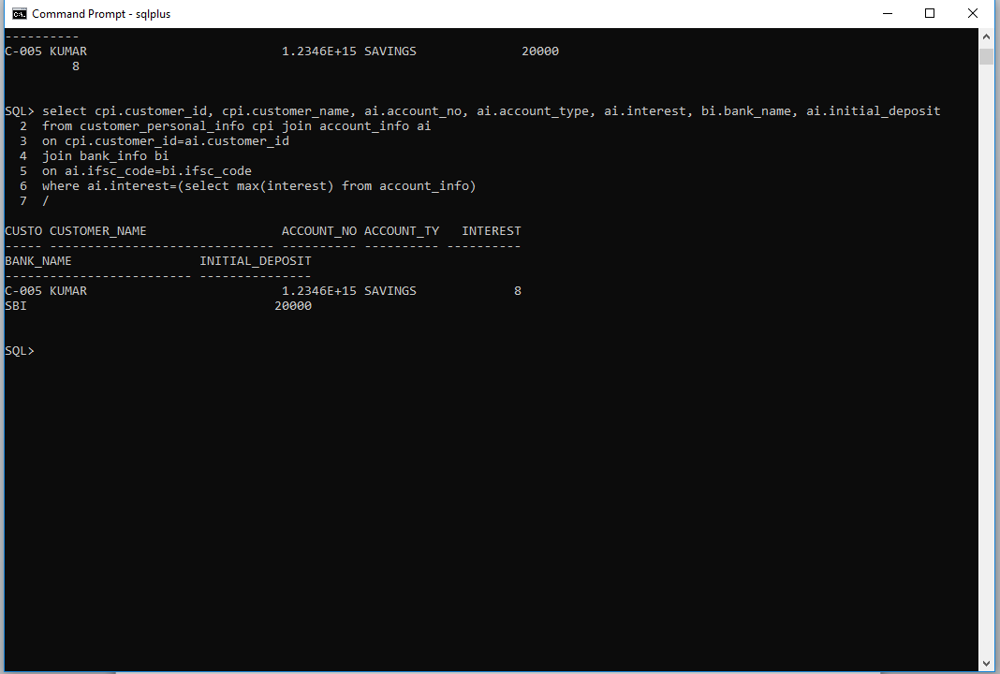 Command Prompt - sqlplus
----------
C-005 KUMAR                          1.2346E+15 SAVINGS              20000
         8
SQL> select cpi.customer_id, cpi.customer_name, ai.account_no, ai.account_type, ai.interest, bi.bank_name, ai.initial_deposit
  2  from customer_personal_info cpi join account_info ai
  3  on cpi.customer_id=ai.customer_id
  4  join bank_info bi
  5  on ai.ifsc_code=bi.ifsc_code
  6  where ai.interest=(select max(interest) from account_info)
  7  /
CUSTO CUSTOMER_NAME                  ACCOUNT_NO ACCOUNT_TY   INTEREST
----- ------------------------------ ---------- ---------- ----------
BANK_NAME                 INITIAL_DEPOSIT
------------------------- ---------------
C-005 KUMAR                          1.2346E+15 SAVINGS             8
SBI                                 20000
SQL>